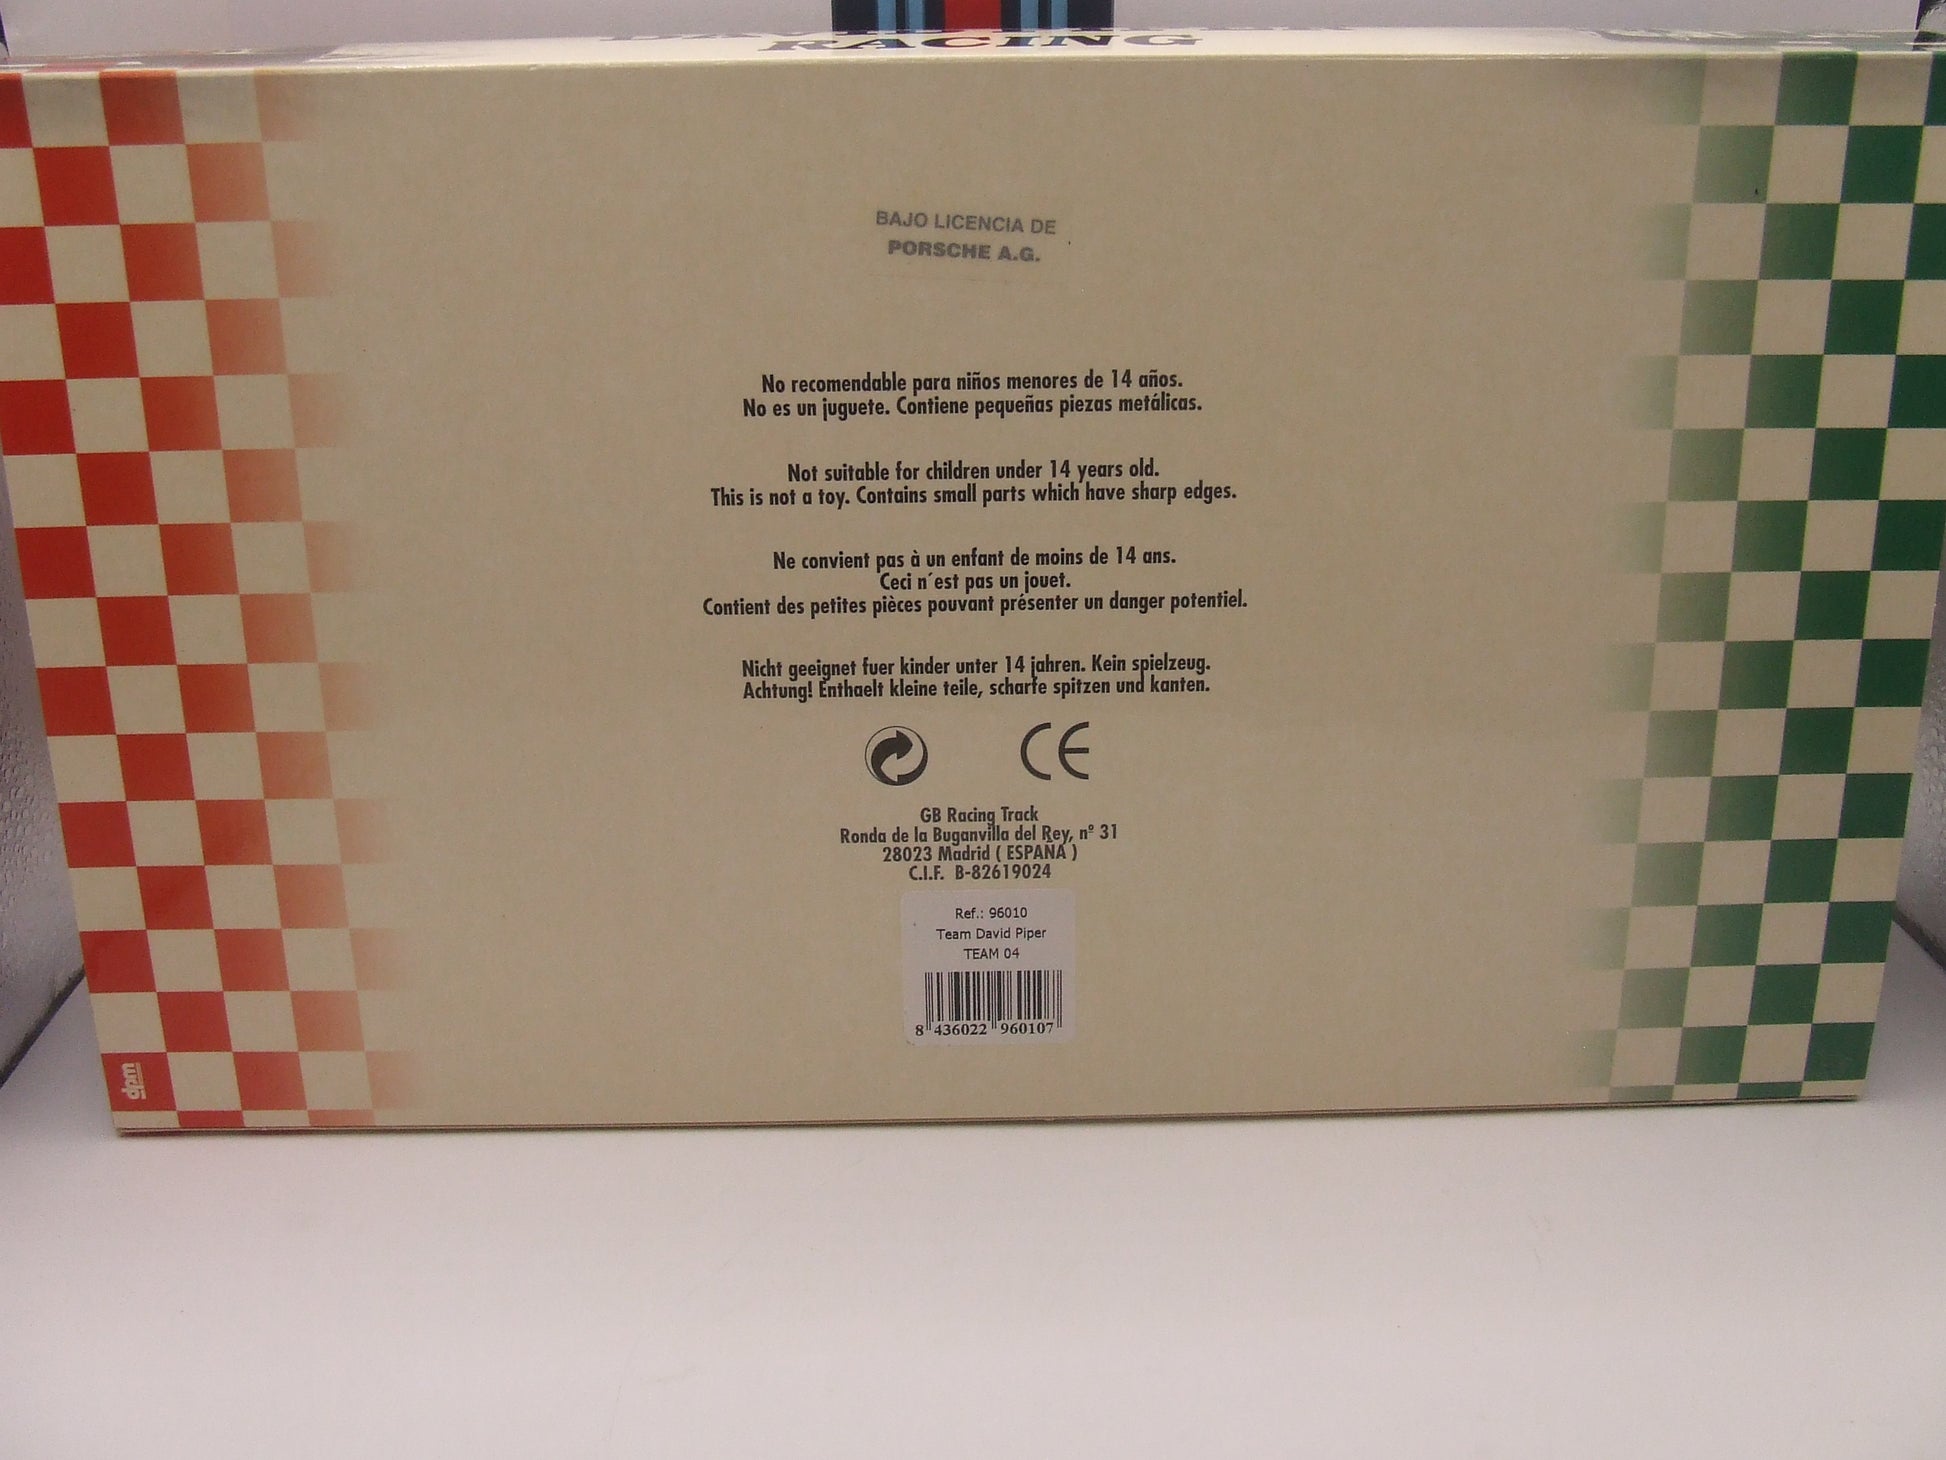 RACING
BAJO LICENCIA DE
PORSCHE A.G.
No recomendable para niños menores de 14 años.
No es un juguete. Contiene pequeñas piezas metálicas.
Not suitable for children under 14 years old.
This is not a toy. Contains small parts which have sharp edges.
Ne convient pas à un enfant de moins de 14 ans.
Ceci n´est pas un jouet.
Contient des petites pièces pouvant présenter un danger potentiel.
Nicht geeignet fuer kinder unter 14 jahren. Kein spielzeug.
Achtung! Enthaelt kleine teile, scharfe spitzen und kanten.
CE
GB Racing Track
Ronda de la Buganvilla del Rey, nº 31
28023 Madrid ( ESPAÑA )
C.I.F. B-82619024
Ref.: 96010
Team David Piper
TEAM 04
8 436022 960107
dpm